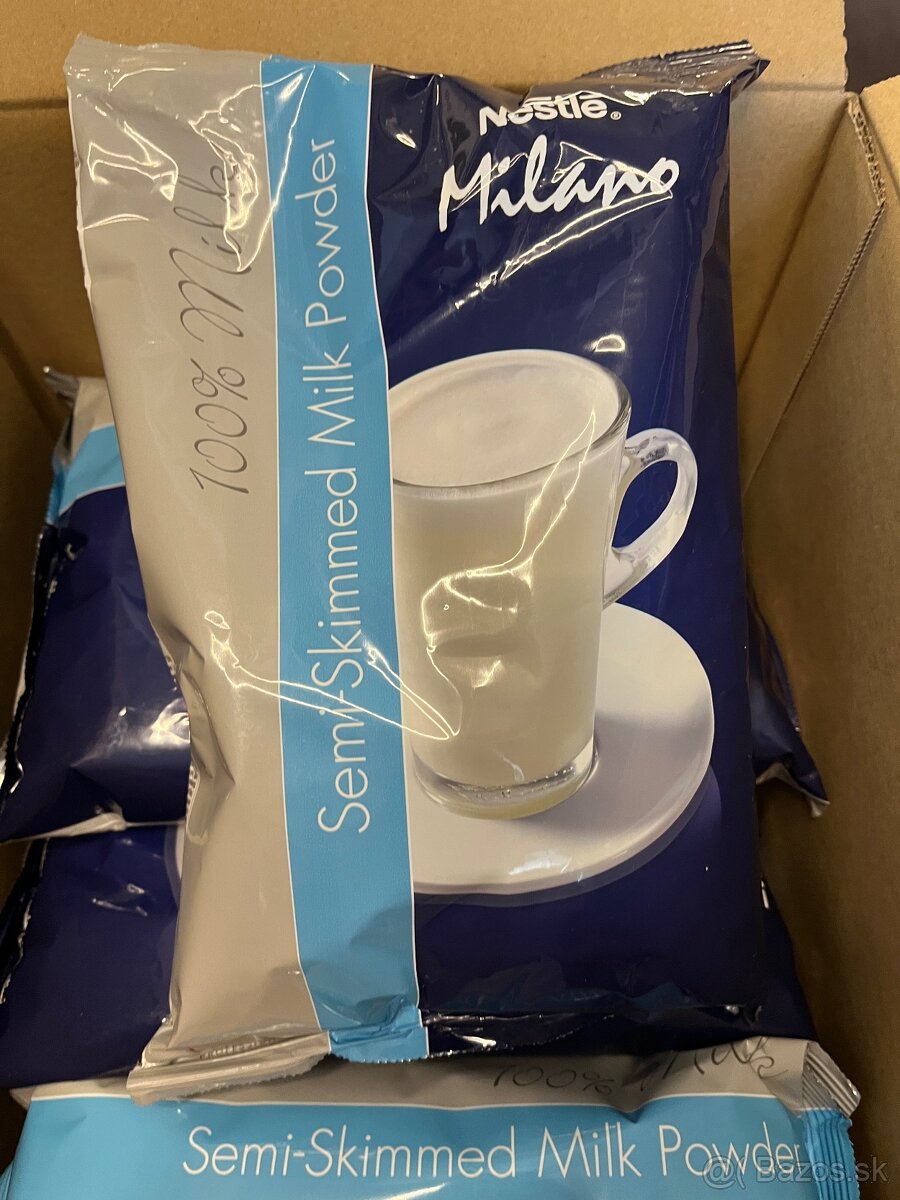 Nestlé®
Milano
100% Milk
Semi-Skimmed Milk Powder
100% Milk
Semi-Skimmed Milk Powder
@( Bazos.sk